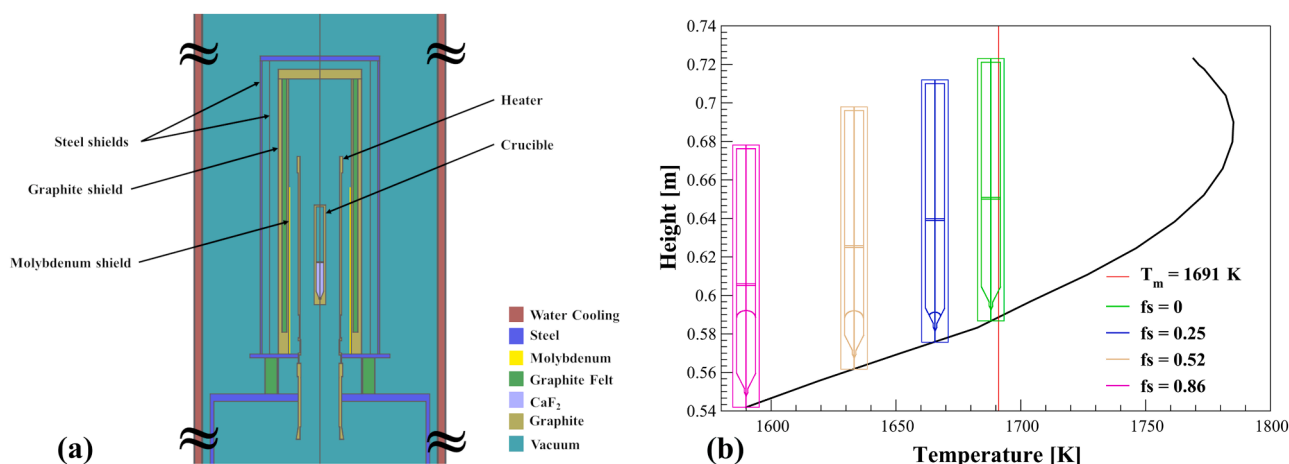 Steel shields
Graphite shield
Molybdenum shield
Heater
Crucible
Water Cooling
Steel
Molybdenum
Graphite Felt
CaF₂
Graphite
Vacuum
(a)
Height [m]
0.74
0.72
0.7
0.68
0.66
0.64
0.62
0.6
0.58
0.56
0.54
T_m = 1691 K
fs = 0
fs = 0.25
fs = 0.52
fs = 0.86
1600 1650 1700 1750 1800
Temperature [K]
(b)